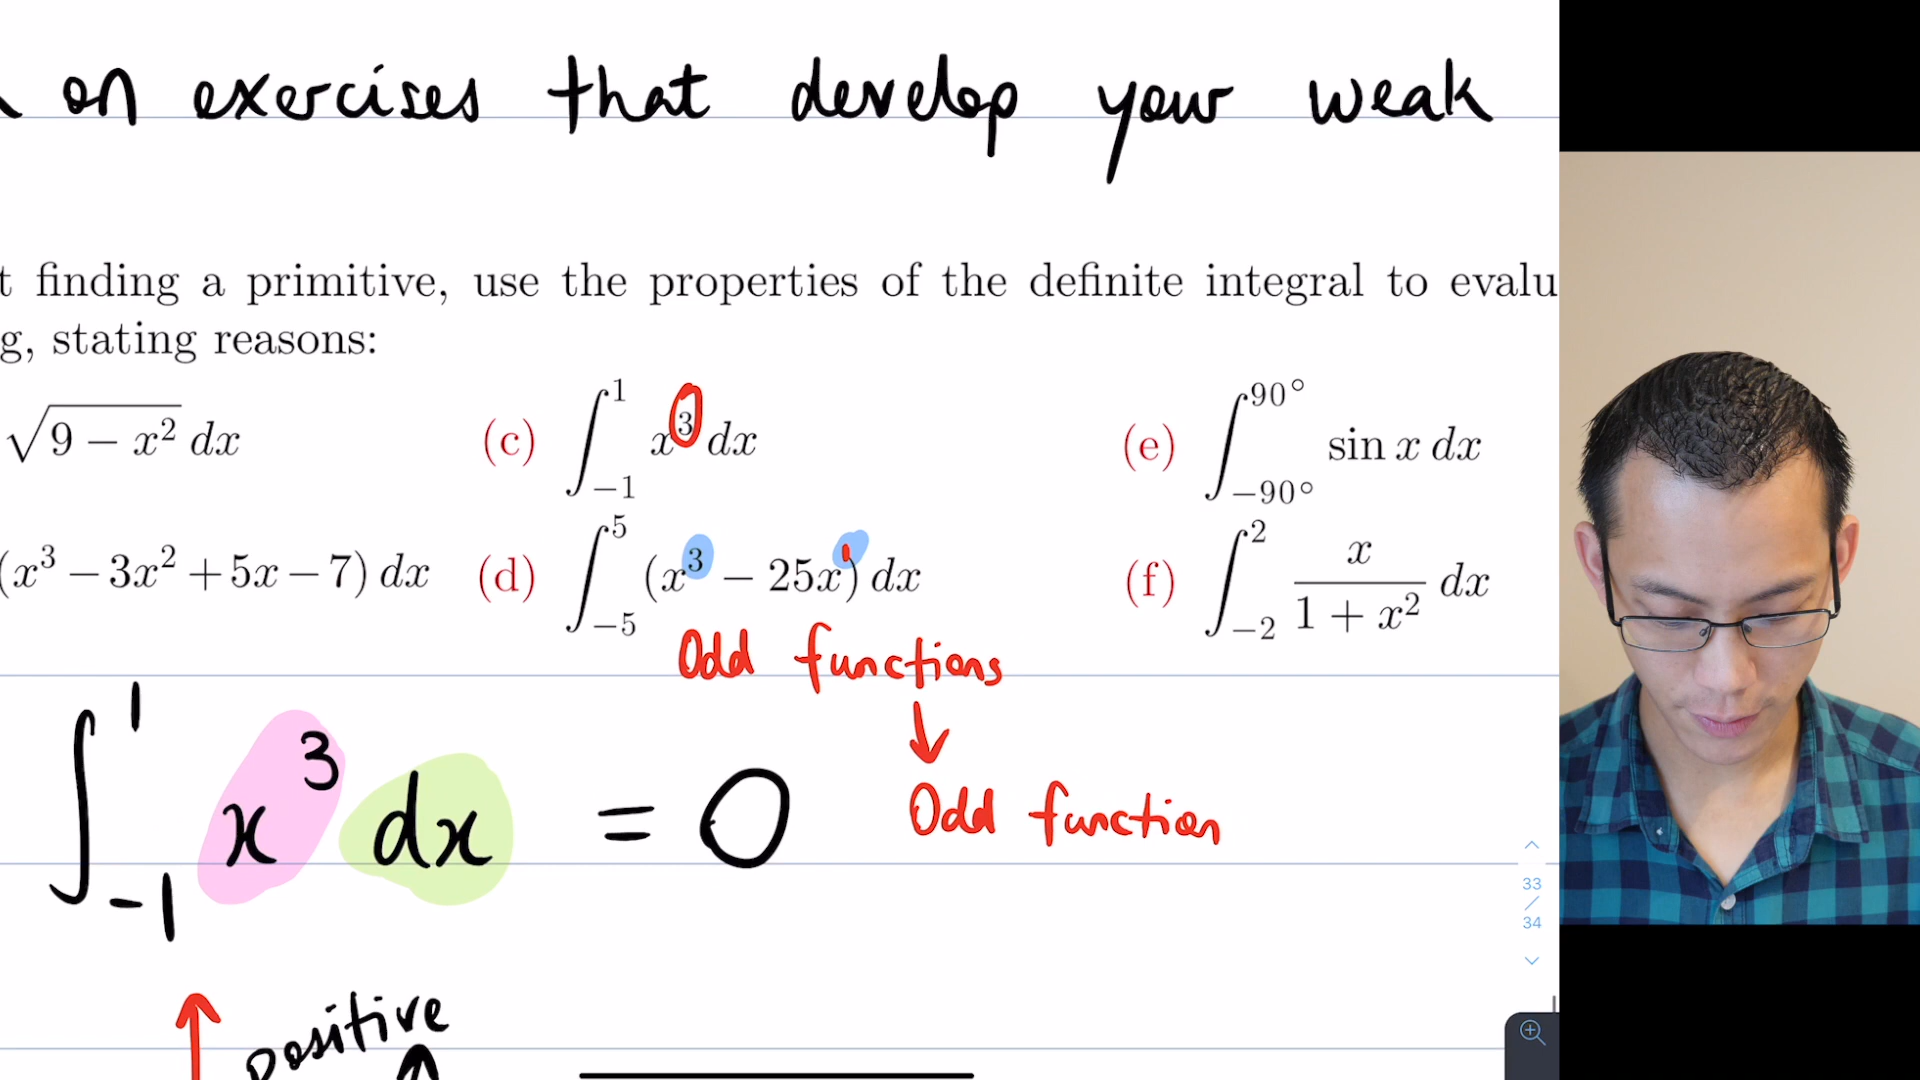 on exercises that develop your weak
t finding a primitive, use the properties of the definite integral to evalu
g, stating reasons:
√(9 − x²) dx
(c) ∫₋₁¹ x³ dx
(e) ∫₋₉₀°⁹⁰° sin x dx
(x³ − 3x² + 5x − 7) dx
(d) ∫₋₅⁵ (x³ − 25x) dx
(f) ∫₋₂² x/(1 + x²) dx
Odd functions
↓
Odd function
∫₋₁¹ x³ dx = 0
positive
33
/
34